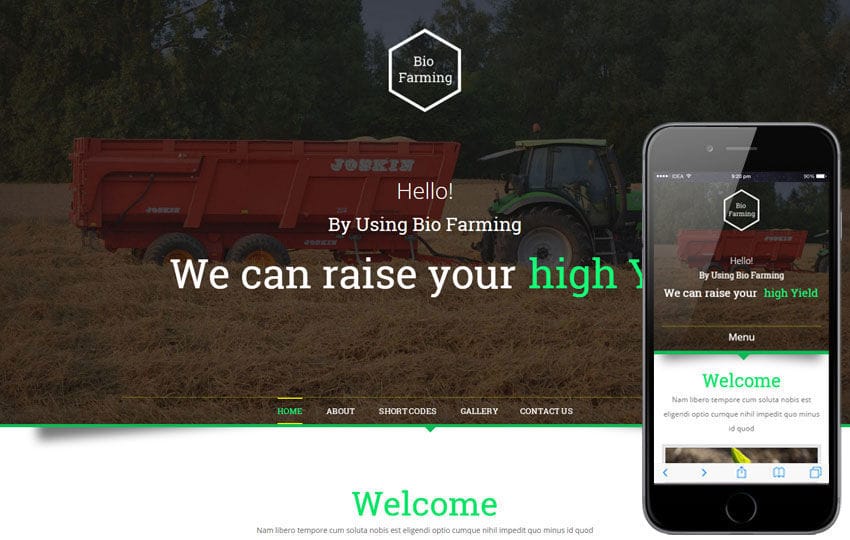 Bio
Farming
JOSKIN
JOSKIN
JOSKIN
Hello!
By Using Bio Farming
We can raise your high Y
HOME ABOUT SHORT CODES GALLERY CONTACT US
Welcome
Nam libero tempore cum soluta nobis est eligendi optio cumque nihil impedit quo minus id quod
IDEA 9:20 pm 90%
Bio
Farming
Hello!
By Using Bio Farming
We can raise your high Yield
Menu
Welcome
Nam libero tempore cum soluta nobis est
eligendi optio cumque nihil impedit quo minus
id quod